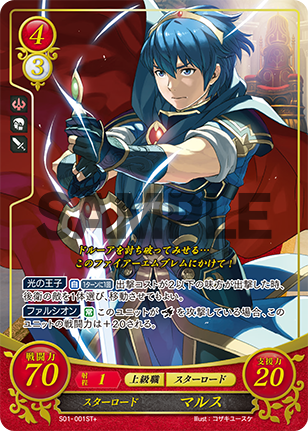 4
3
SAMPLE
ドルーアを討ち破ってみせる…
このファイアーエムブレムにかけて!
光の王子 自 1ターンに1回 出撃コストが2以下の味方が出撃した時、
後衛の敵を1体選び、移動させてもよい。
ファルシオン 常 このユニットが を攻撃している場合、この
ユニットの戦闘力は+20される。
戦闘力
70
射程 1 上級職 スターロード
支援力
20
スターロード マルス
S01-001ST+ Illust:コザキユースケ